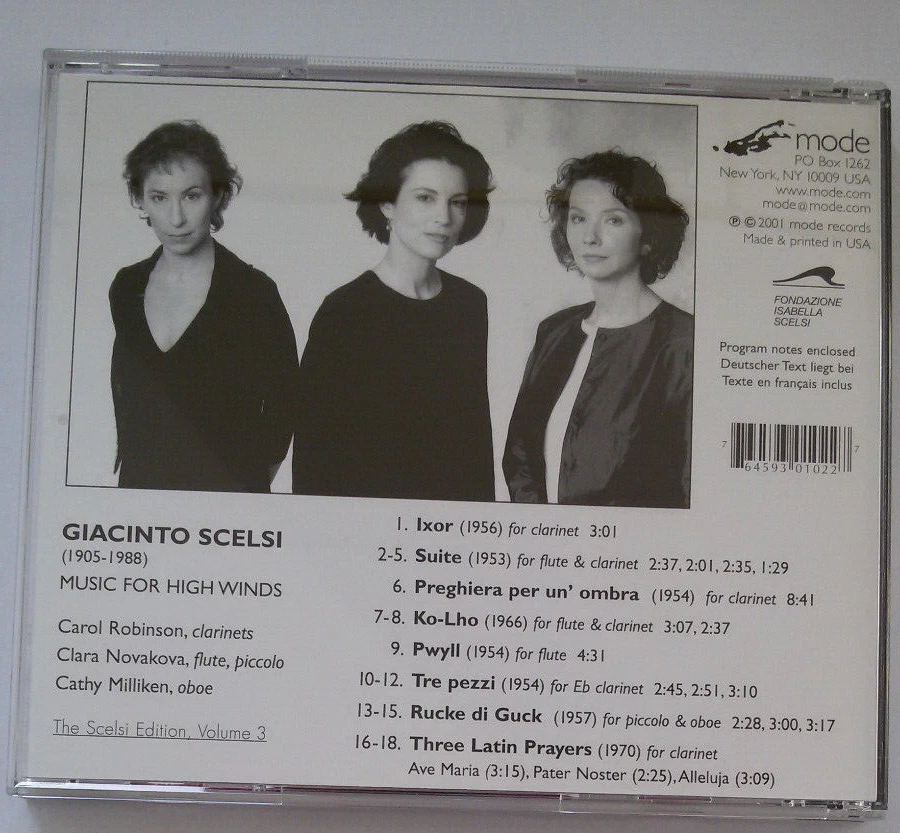 mode
PO Box 1262
New York, NY 10009 USA
www.mode.com
mode@mode.com
℗ © 2001 mode records
Made & printed in USA
FONDAZIONE
ISABELLA
SCELSI
Program notes enclosed
Deutscher Text liegt bei
Texte en français inclus
7 64593 01022 7
GIACINTO SCELSI
(1905-1988)
MUSIC FOR HIGH WINDS
Carol Robinson, clarinets
Clara Novakova, flute, piccolo
Cathy Milliken, oboe
The Scelsi Edition, Volume 3
1. Ixor (1956) for clarinet 3:01
2-5. Suite (1953) for flute & clarinet 2:37, 2:01, 2:35, 1:29
6. Preghiera per un' ombra (1954) for clarinet 8:41
7-8. Ko-Lho (1966) for flute & clarinet 3:07, 2:37
9. Pwyll (1954) for flute 4:31
10-12. Tre pezzi (1954) for Eb clarinet 2:45, 2:51, 3:10
13-15. Rucke di Guck (1957) for piccolo & oboe 2:28, 3:00, 3:17
16-18. Three Latin Prayers (1970) for clarinet
Ave Maria (3:15), Pater Noster (2:25), Alleluja (3:09)